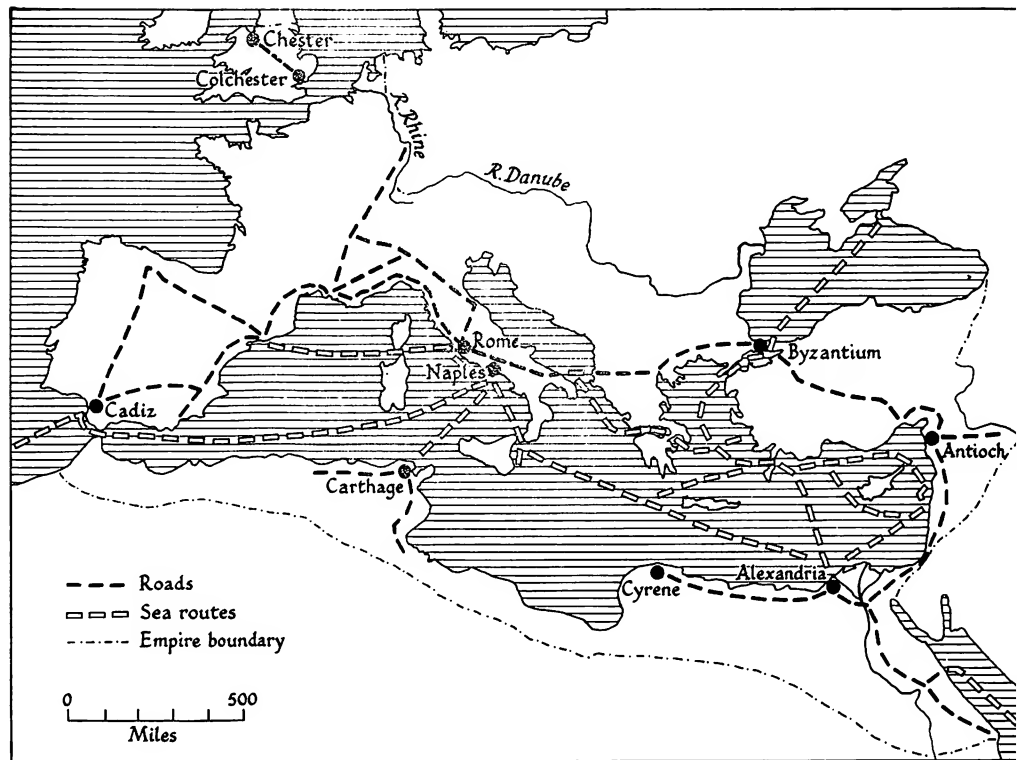 Chester
Colchester
R. Rhine
R. Danube
Rome
Naples
Byzantium
Cadiz
Antioch
Carthage
Cyrene
Alexandria
Roads
Sea routes
Empire boundary
0 500
Miles